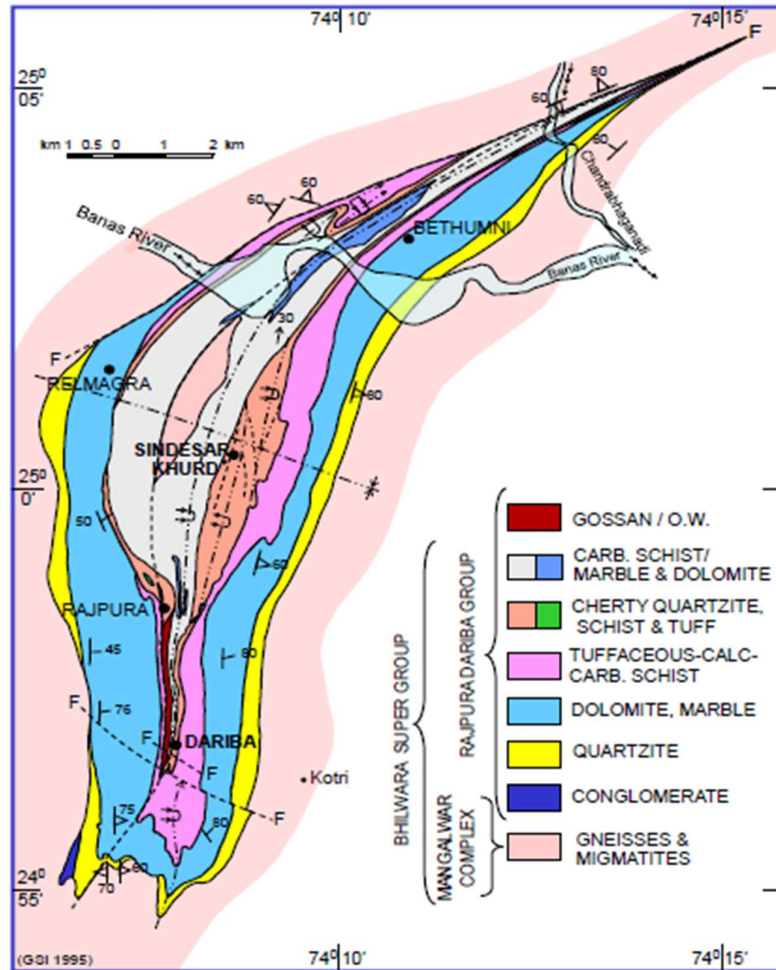 74⁰ 10'
74⁰ 15'
F
25⁰
05'
80
60
60
km 1 0.5 0 1 2 km
60
60
Chandrabhaganadi
Banas River
BETHUMNI
Banas River
30
F
RELMAGRA
60
SINDESAR
KHURD
25⁰
0'
50
60
RAJPURA
45
80
76
F
F
DARIBA
F
Kotri
F
75
80
60
70
24⁰
55'
(GSI 1995)
74⁰ 10'
74⁰ 15'
BHILWARA SUPER GROUP
RAJPURA DARIBA GROUP
MANGALWAR
COMPLEX
GOSSAN / O.W.
CARB. SCHIST/
MARBLE & DOLOMITE
CHERTY QUARTZITE,
SCHIST & TUFF
TUFFACEOUS-CALC-
CARB. SCHIST
DOLOMITE, MARBLE
QUARTZITE
CONGLOMERATE
GNEISSES &
MIGMATITES